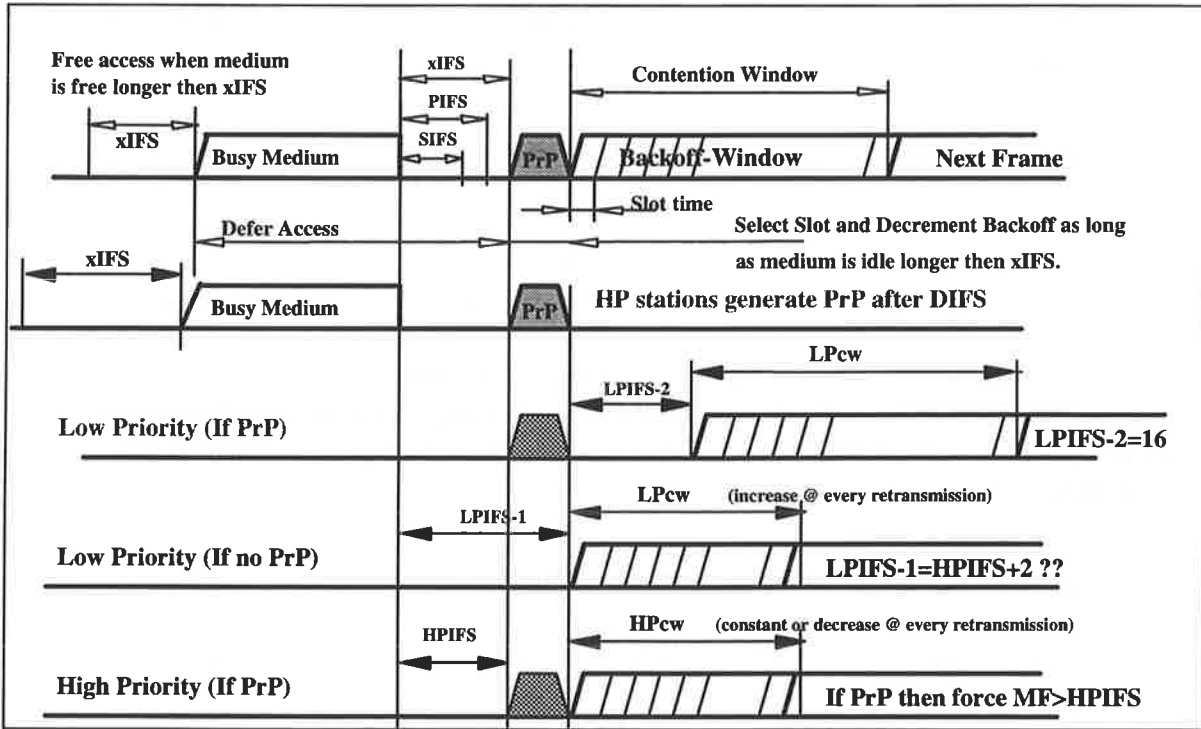 Free access when medium
is free longer then xIFS
xIFS
Contention Window
PIFS
xIFS
SIFS
Busy Medium
PrP
Backoff-Window
Next Frame
Slot time
Defer Access
Select Slot and Decrement Backoff as long
as medium is idle longer then xIFS.
xIFS
Busy Medium
PrP
HP stations generate PrP after DIFS
LPcw
LPIFS-2
Low Priority (If PrP)
LPIFS-2=16
LPcw (increase @ every retransmission)
LPIFS-1
Low Priority (If no PrP)
LPIFS-1=HPIFS+2 ??
HPcw (constant or decrease @ every retransmission)
HPIFS
High Priority (If PrP)
If PrP then force MF>HPIFS